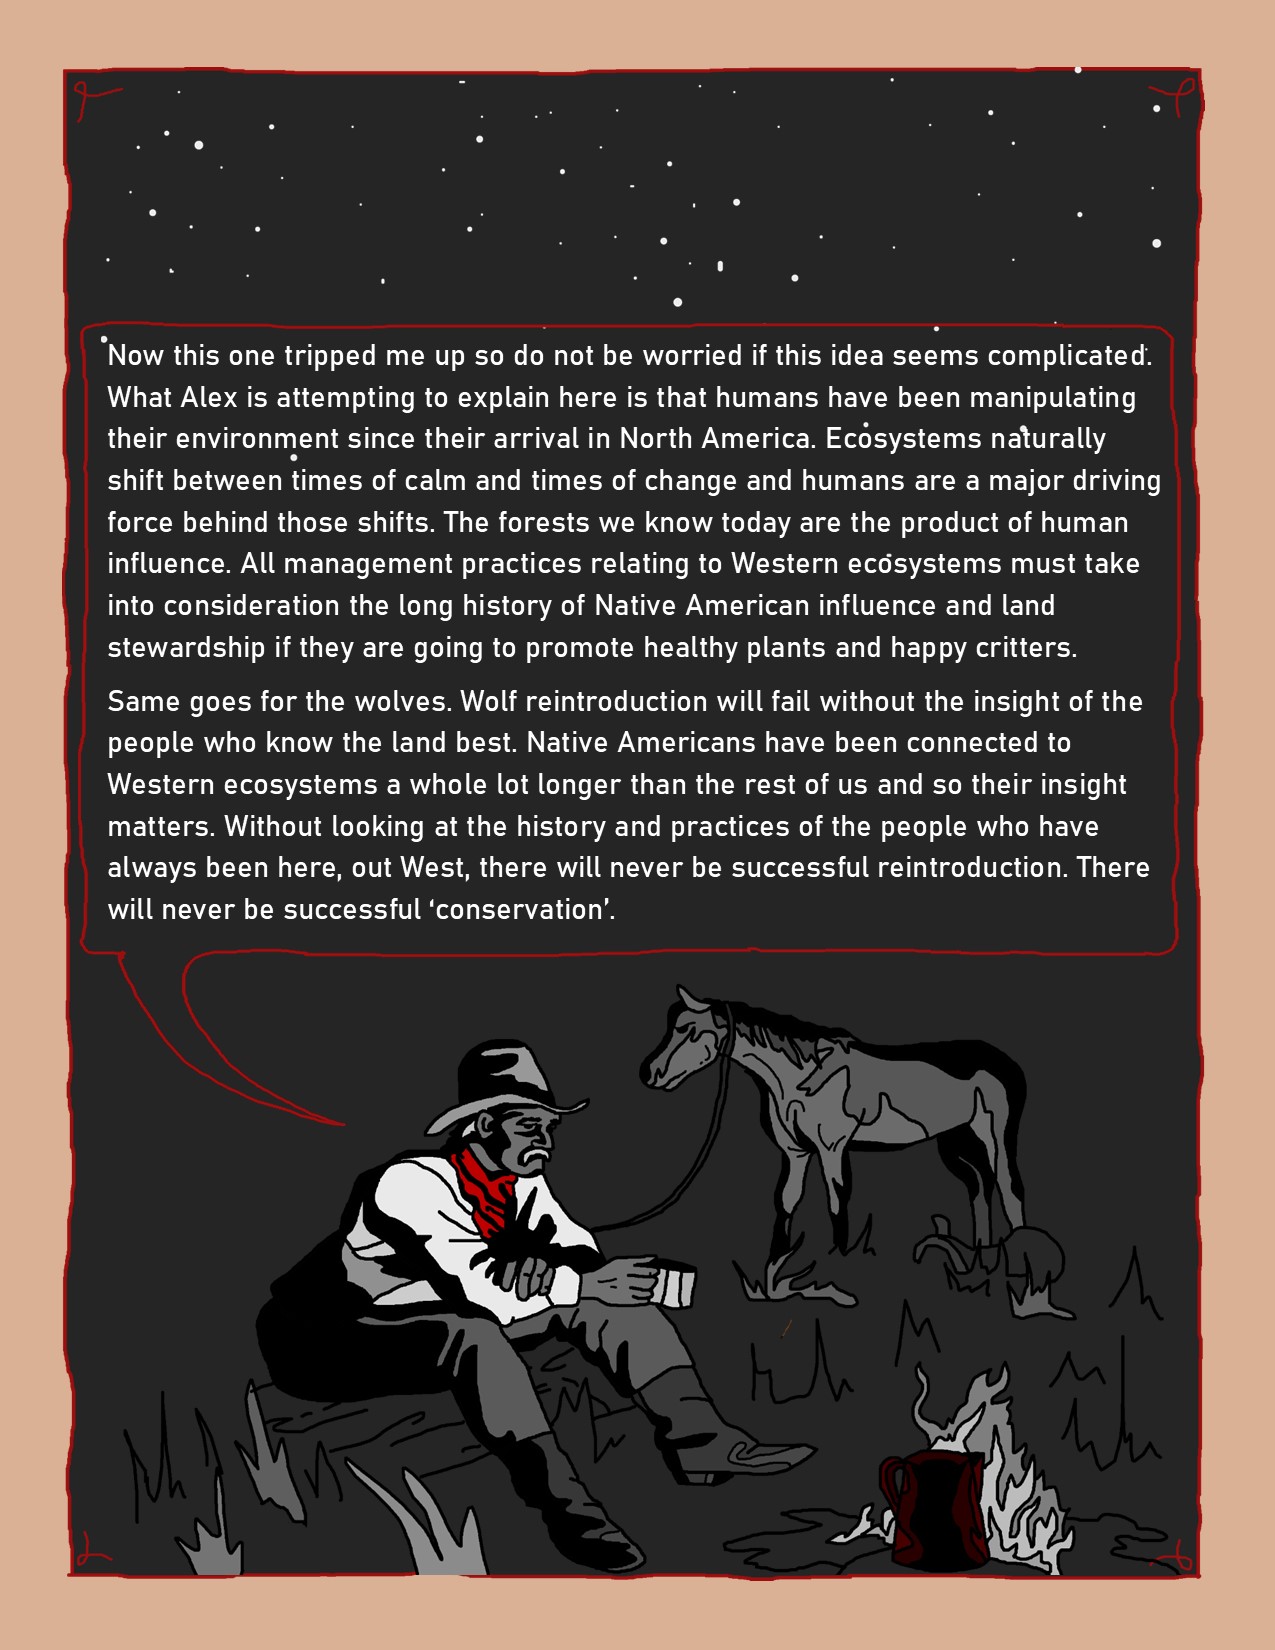 Now this one tripped me up so do not be worried if this idea seems complicated.
What Alex is attempting to explain here is that humans have been manipulating
their environment since their arrival in North America. Ecosystems naturally
shift between times of calm and times of change and humans are a major driving
force behind those shifts. The forests we know today are the product of human
influence. All management practices relating to Western ecosystems must take
into consideration the long history of Native American influence and land
stewardship if they are going to promote healthy plants and happy critters.
Same goes for the wolves. Wolf reintroduction will fail without the insight of the
people who know the land best. Native Americans have been connected to
Western ecosystems a whole lot longer than the rest of us and so their insight
matters. Without looking at the history and practices of the people who have
always been here, out West, there will never be successful reintroduction. There
will never be successful ‘conservation’.